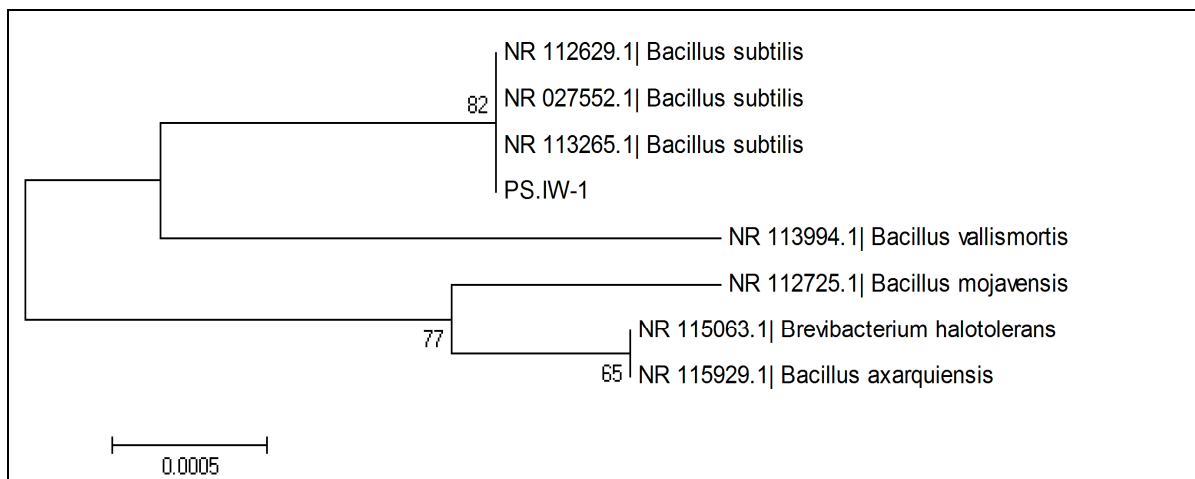 NR 112629.1| Bacillus subtilis
82
NR 027552.1| Bacillus subtilis
NR 113265.1| Bacillus subtilis
PS.IW-1
NR 113994.1| Bacillus vallismortis
NR 112725.1| Bacillus mojavensis
NR 115063.1| Brevibacterium halotolerans
77
65
NR 115929.1| Bacillus axarquiensis
0.0005